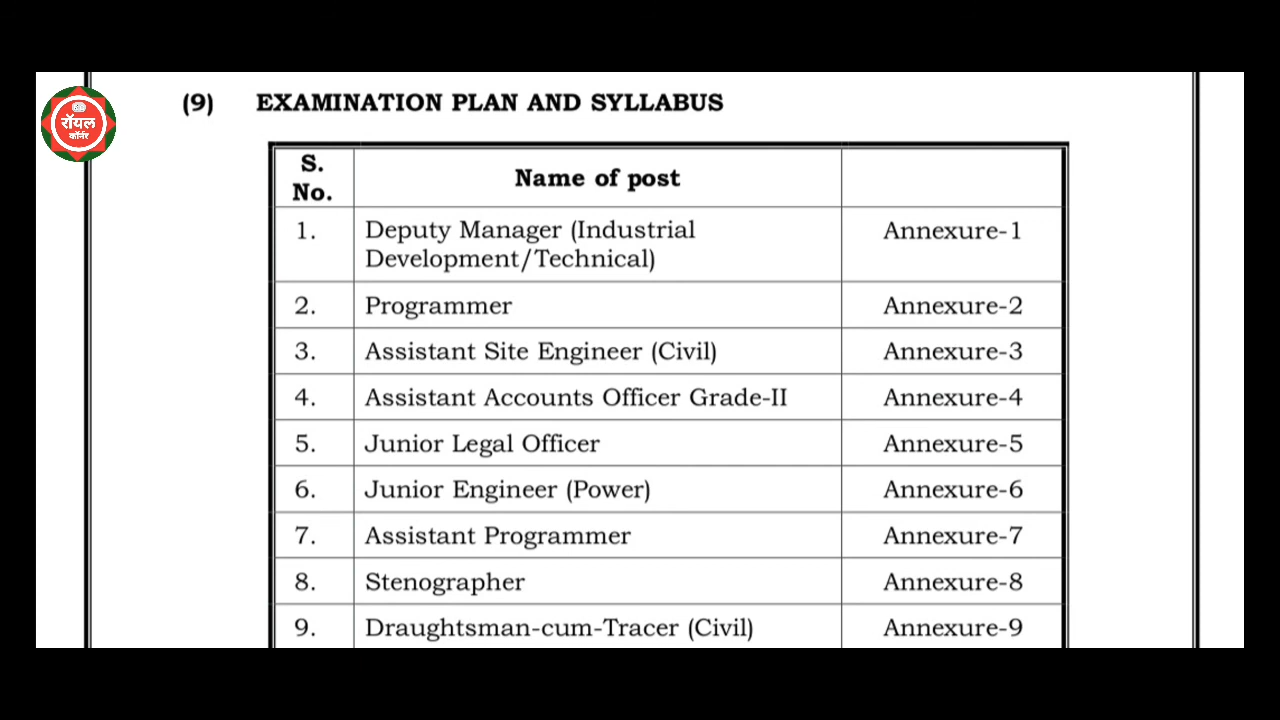 रॉयल
कॉर्नर
(9) EXAMINATION PLAN AND SYLLABUS
S. No. Name of post
1. Deputy Manager (Industrial Development/Technical) Annexure-1
2. Programmer Annexure-2
3. Assistant Site Engineer (Civil) Annexure-3
4. Assistant Accounts Officer Grade-II Annexure-4
5. Junior Legal Officer Annexure-5
6. Junior Engineer (Power) Annexure-6
7. Assistant Programmer Annexure-7
8. Stenographer Annexure-8
9. Draughtsman-cum-Tracer (Civil) Annexure-9